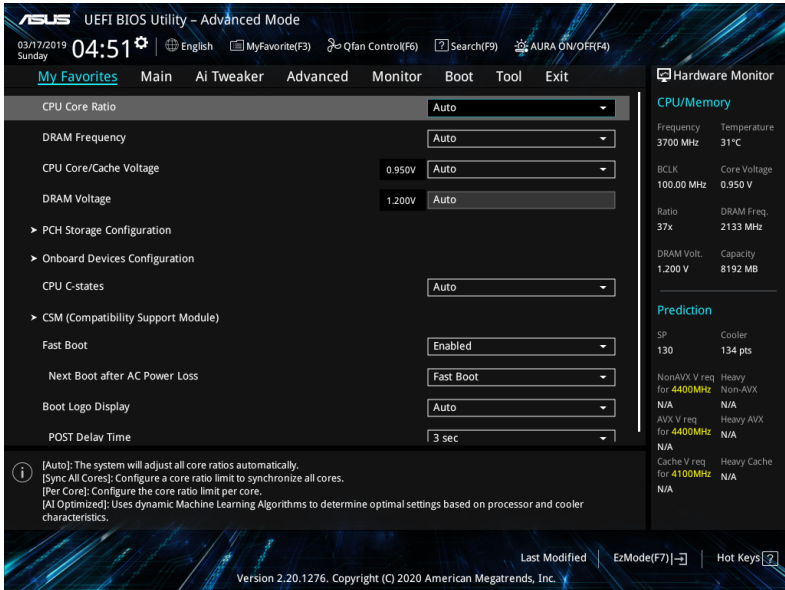 ASUS UEFI BIOS Utility – Advanced Mode
03/17/2019 Sunday 04:51 English MyFavorite(F3) Qfan Control(F6) ? Search(F9) AURA ON/OFF(F4)
My Favorites Main Ai Tweaker Advanced Monitor Boot Tool Exit
CPU Core Ratio Auto
DRAM Frequency Auto
CPU Core/Cache Voltage 0.950V Auto
DRAM Voltage 1.200V Auto
> PCH Storage Configuration
> Onboard Devices Configuration
CPU C-states Auto
> CSM (Compatibility Support Module)
Fast Boot Enabled
Next Boot after AC Power Loss Fast Boot
Boot Logo Display Auto
POST Delay Time 3 sec
[Auto]: The system will adjust all core ratios automatically.
[Sync All Cores]: Configure a core ratio limit to synchronize all cores.
[Per Core]: Configure the core ratio limit per core.
[AI Optimized]: Uses dynamic Machine Learning Algorithms to determine optimal settings based on processor and cooler
characteristics.
Hardware Monitor
CPU/Memory
Frequency Temperature
3700 MHz 31°C
BCLK Core Voltage
100.00 MHz 0.950 V
Ratio DRAM Freq.
37x 2133 MHz
DRAM Volt. Capacity
1.200 V 8192 MB
Prediction
SP Cooler
130 134 pts
NonAVX V req Heavy
for 4400MHz Non-AVX
N/A N/A
AVX V req Heavy AVX
for 4400MHz N/A
N/A
Cache V req Heavy Cache
for 4100MHz N/A
N/A
Last Modified EzMode(F7) Hot Keys ?
Version 2.20.1276. Copyright (C) 2020 American Megatrends, Inc.